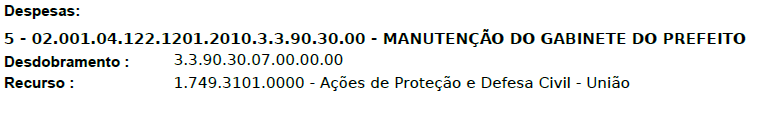 Despesas:
5 - 02.001.04.122.1201.2010.3.3.90.30.00 - MANUTENÇÃO DO GABINETE DO PREFEITO
Desdobramento : 3.3.90.30.07.00.00.00
Recurso : 1.749.3101.0000 - Ações de Proteção e Defesa Civil - União